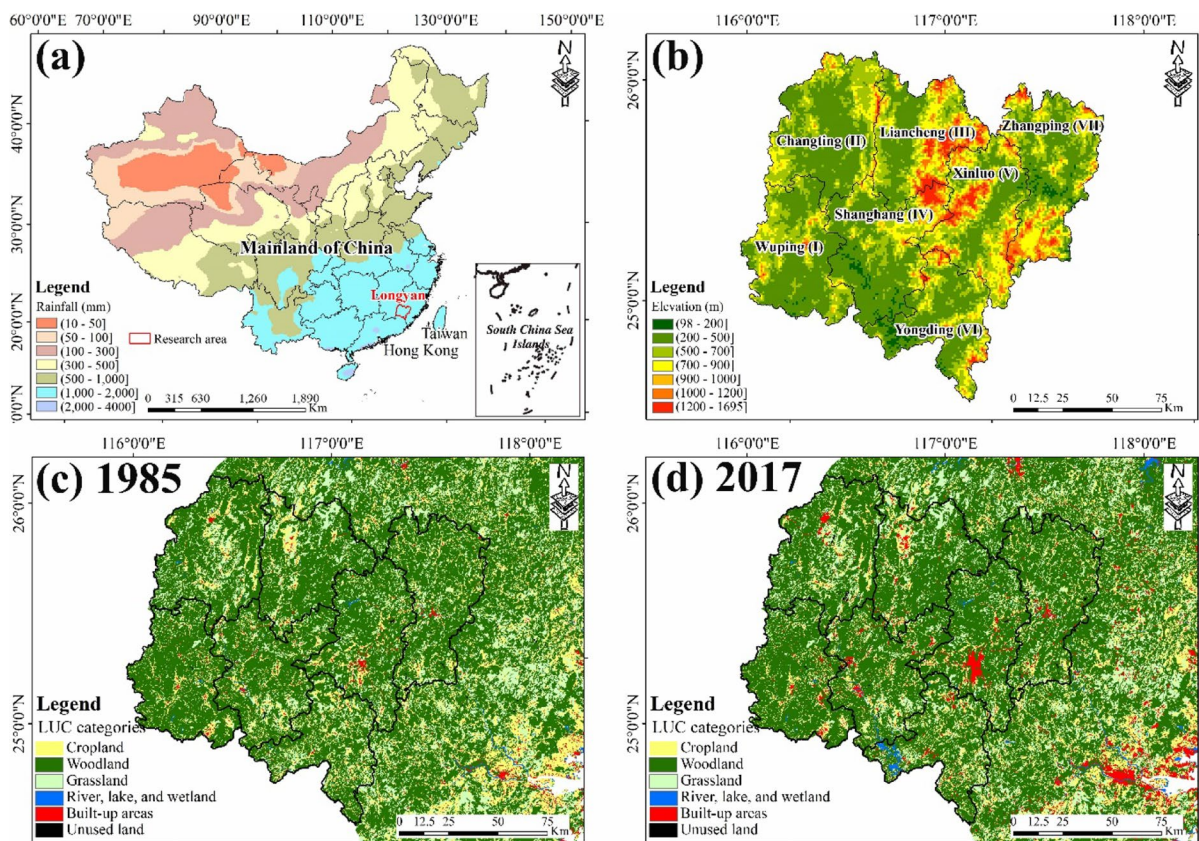 60°0'0"E 70°0'0"E 90°0'0"E 110°0'0"E 130°0'0"E 150°0'0"E
(a)
N
40°0'0"N
30°0'0"N
20°0'0"N
0°0'0"N
Mainland of China
Longyan
Taiwan
Hong Kong
South China Sea
Islands
Legend
Rainfall (mm)
(10 - 50]
(50 - 100]
(100 - 300]
(300 - 500]
(500 - 1,000]
(1,000 - 2,000]
(2,000 - 4000]
Research area
0 315 630 1,260 1,890
Km
116°0'0"E 117°0'0"E 118°0'0"E
(b)
N
26°0'0"N
25°0'0"N
Changting (II)
Liancheng (III)
Zhangping (VII)
Xinluo (V)
Shanghang (IV)
Wuping (I)
Yongding (VI)
Legend
Elevation (m)
(98 - 200]
(200 - 500]
(500 - 700]
(700 - 900]
(900 - 1000]
(1000 - 1200]
(1200 - 1695]
0 12.5 25 50 75
Km
116°0'0"E 117°0'0"E 118°0'0"E
(c) 1985
N
26°0'0"N
25°0'0"N
Legend
LUC categories
Cropland
Woodland
Grassland
River, lake, and wetland
Built-up areas
Unused land
0 12.5 25 50 75
Km
116°0'0"E 117°0'0"E 118°0'0"E
(d) 2017
N
26°0'0"N
25°0'0"N
Legend
LUC categories
Cropland
Woodland
Grassland
River, lake, and wetland
Built-up areas
Unused land
0 12.5 25 50 75
Km